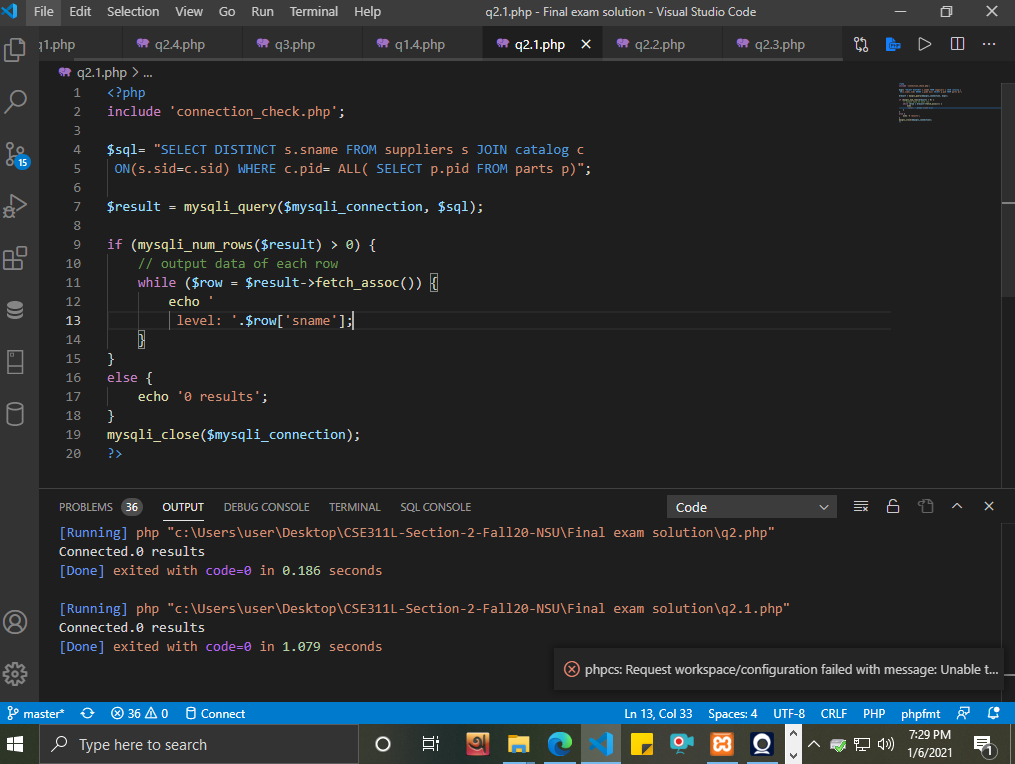 File Edit Selection View Go Run Terminal Help q2.1.php - Final exam solution - Visual Studio Code
q1.php q2.4.php q3.php q1.4.php q2.1.php q2.2.php q2.3.php
q2.1.php > ...
1 <?php
2 include 'connection_check.php';
3
4 $sql= "SELECT DISTINCT s.sname FROM suppliers s JOIN catalog c
5 ON(s.sid=c.sid) WHERE c.pid= ALL( SELECT p.pid FROM parts p)";
6
7 $result = mysqli_query($mysqli_connection, $sql);
8
9 if (mysqli_num_rows($result) > 0) {
10 // output data of each row
11 while ($row = $result->fetch_assoc()) {
12 echo '
13 level: '.$row['sname'];
14 }
15 }
16 else {
17 echo '0 results';
18 }
19 mysqli_close($mysqli_connection);
20 ?>
15
PROBLEMS 36 OUTPUT DEBUG CONSOLE TERMINAL SQL CONSOLE Code
[Running] php "c:\Users\user\Desktop\CSE311L-Section-2-Fall20-NSU\Final exam solution\q2.php"
Connected.0 results
[Done] exited with code=0 in 0.186 seconds
[Running] php "c:\Users\user\Desktop\CSE311L-Section-2-Fall20-NSU\Final exam solution\q2.1.php"
Connected.0 results
[Done] exited with code=0 in 1.079 seconds
phpcs: Request workspace/configuration failed with message: Unable t...
master* 36 0 Connect Ln 13, Col 33 Spaces: 4 UTF-8 CRLF PHP phpfmt
Type here to search
7:29 PM
1/6/2021
1